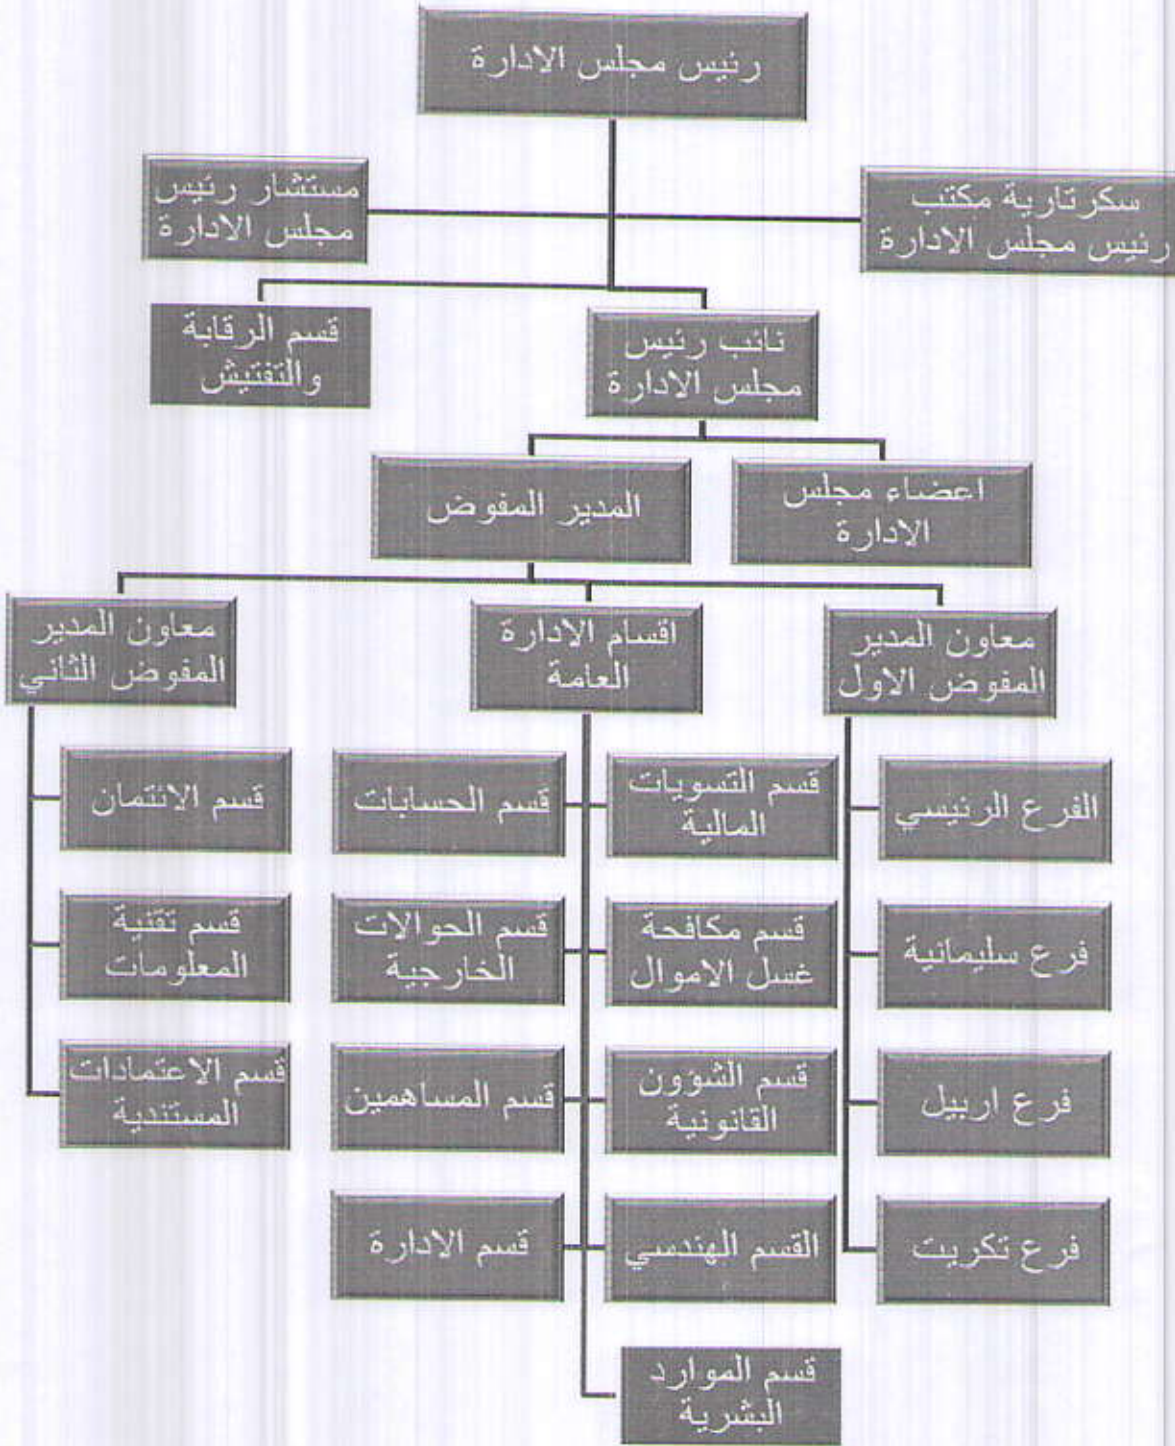 رئيس مجلس الادارة
سكرتارية مكتب
رئيس مجلس الادارة
مستشار رئيس
مجلس الادارة
نائب رئيس
مجلس الادارة
قسم الرقابة
والتفتيش
اعضاء مجلس
الادارة
المدير المفوض
معاون المدير
المفوض الاول
اقسام الادارة
العامة
معاون المدير
المفوض الثاني
الفرع الرئيسي
قسم التسويات
المالية
قسم الحسابات
قسم الائتمان
فرع سليمانية
قسم مكافحة
غسل الاموال
قسم الحوالات
الخارجية
قسم تقنية
المعلومات
فرع اربيل
قسم الشؤون
القانونية
قسم المساهمين
قسم الاعتمادات
المستندية
فرع تكريت
القسم الهندسي
قسم الادارة
قسم الموارد
البشرية